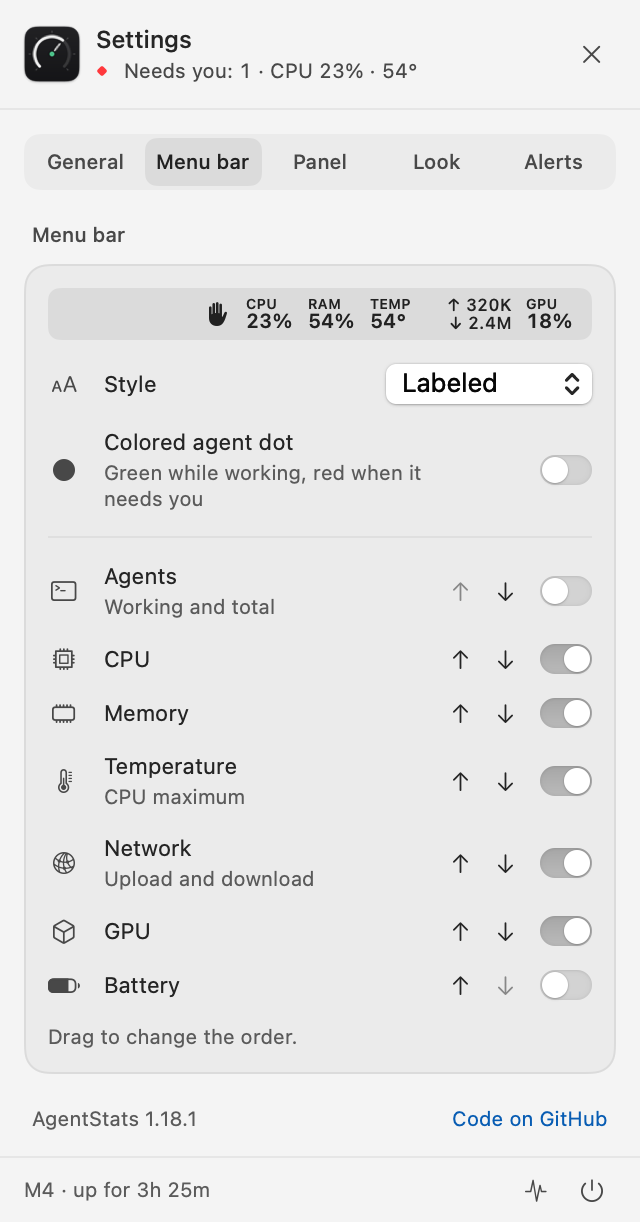 Settings
Needs you: 1 · CPU 23% · 54°
General
Menu bar
Panel
Look
Alerts
Menu bar
CPU
23%
RAM
54%
TEMP
54°
↑ 320K
↓ 2.4M
GPU
18%
AA Style
Labeled
Colored agent dot
Green while working, red when it
needs you
Agents
Working and total
CPU
Memory
Temperature
CPU maximum
Network
Upload and download
GPU
Battery
Drag to change the order.
AgentStats 1.18.1
Code on GitHub
M4 · up for 3h 25m